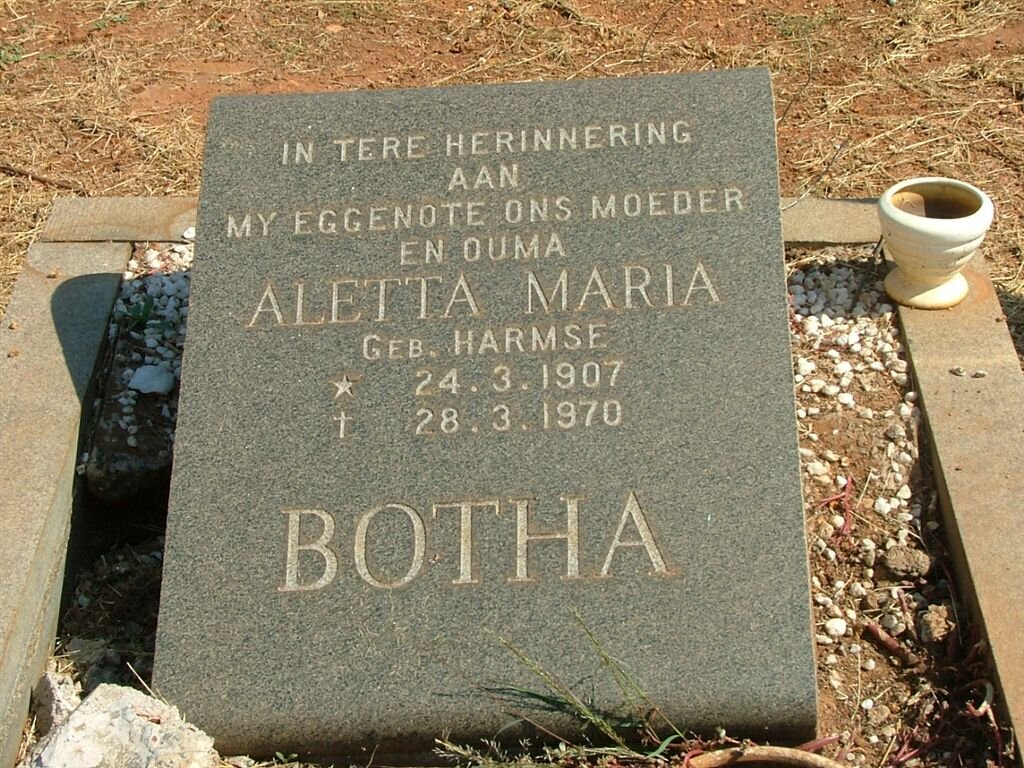 IN TERE HERINNERING
AAN
MY EGGENOTE ONS MOEDER
EN OUMA
ALETTA MARIA
GEB. HARMSE
★ 24.3.1907
† 28.3.1970
BOTHA